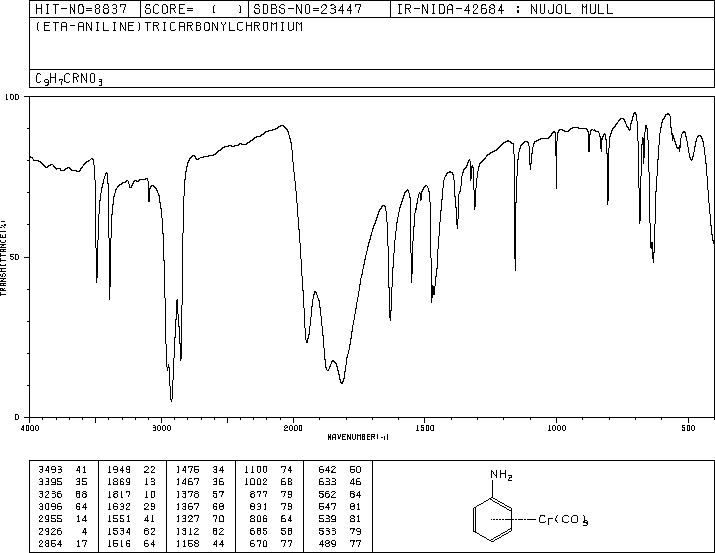 HIT-NO=8837 SCORE= ( ) SDBS-NO=23447 IR-NIDA-42684 : NUJOL MULL
(ETA-ANILINE)TRICARBONYLCHROMIUM
C9H7CRNO3
100
50
0
TRANSMITTANCE(%)
4000 3000 2000 1500 1000 500
WAVENUMBER(-1)
3493 41 1949 22 1476 34 1100 74 642 50
3395 35 1869 13 1467 36 1002 68 633 46
3236 68 1817 10 1378 57 877 79 562 84
3096 64 1632 29 1367 68 831 79 547 81
2955 14 1551 41 1327 70 806 64 539 81
2926 4 1534 62 1312 62 685 58 533 79
2854 17 1516 64 1158 44 670 77 489 77
NH2
Cr(CO)3